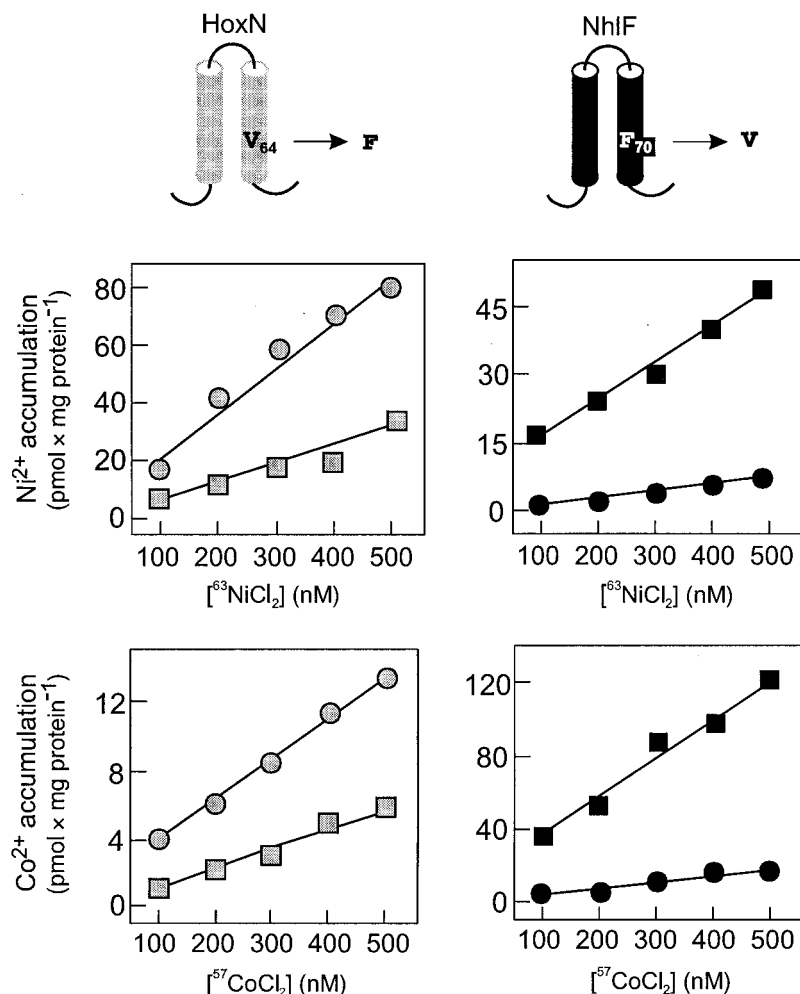 HoxN
NhlF
V64 F
F70 V
Ni²⁺ accumulation
(pmol × mg protein⁻¹)
80
60
40
20
0
100 200 300 400 500
[⁶³NiCl₂] (nM)
45
30
15
0
100 200 300 400 500
[⁶³NiCl₂] (nM)
Co²⁺ accumulation
(pmol × mg protein⁻¹)
12
8
4
0
100 200 300 400 500
[⁵⁷CoCl₂] (nM)
120
80
40
0
100 200 300 400 500
[⁵⁷CoCl₂] (nM)